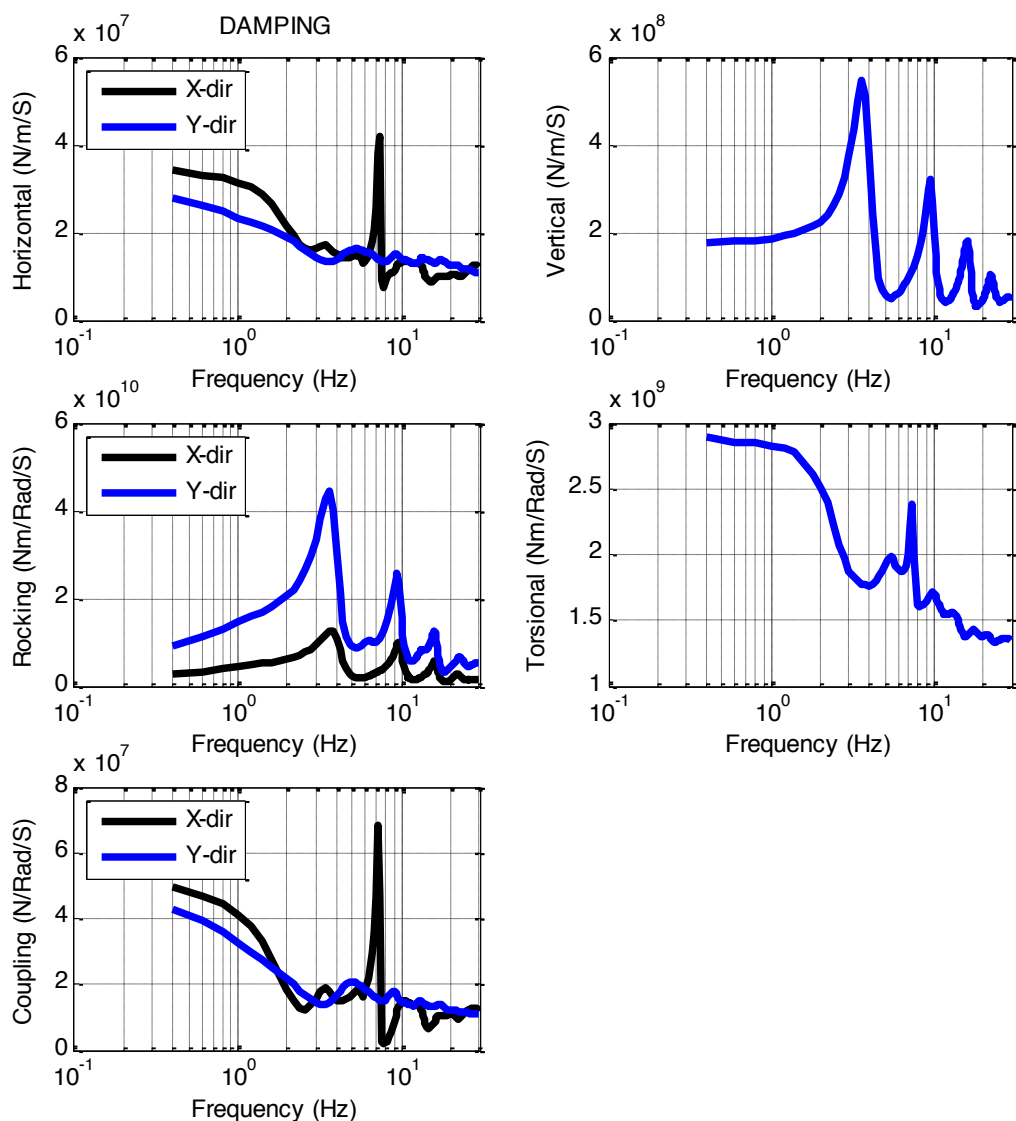 DAMPING
x 10^7
Horizontal (N/m/S)
6
4
2
0
X-dir
Y-dir
10^-1 10^0 10^1
Frequency (Hz)
x 10^8
Vertical (N/m/S)
6
4
2
0
10^-1 10^0 10^1
Frequency (Hz)
x 10^10
Rocking (Nm/Rad/S)
6
4
2
0
X-dir
Y-dir
10^-1 10^0 10^1
Frequency (Hz)
x 10^9
Torsional (Nm/Rad/S)
3
2.5
2
1.5
1
10^-1 10^0 10^1
Frequency (Hz)
x 10^7
Coupling (N/Rad/S)
8
6
4
2
0
X-dir
Y-dir
10^-1 10^0 10^1
Frequency (Hz)